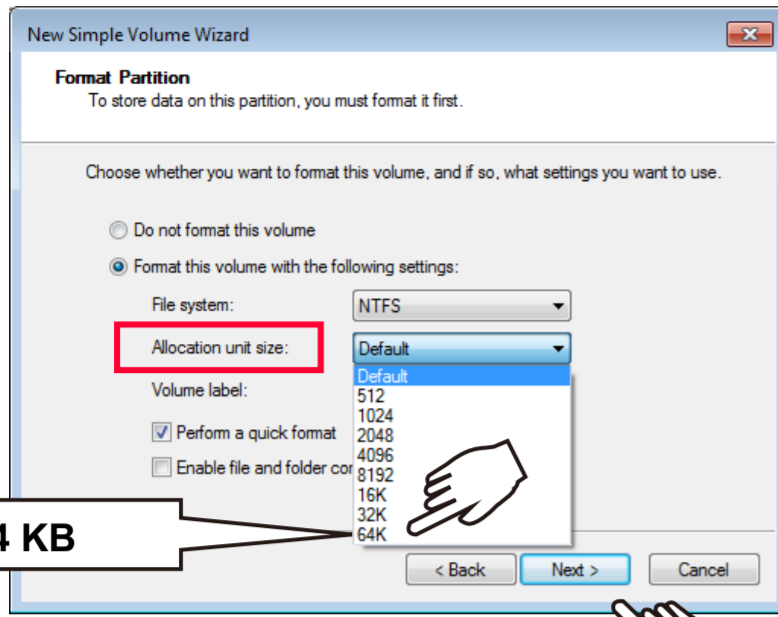 New Simple Volume Wizard
Format Partition
To store data on this partition, you must format it first.
Choose whether you want to format this volume, and if so, what settings you want to use.
Do not format this volume
Format this volume with the following settings:
File system: NTFS
Allocation unit size: Default
Default
Volume label:
512
1024
Perform a quick format 2048
4096
Enable file and folder 8192
16K
32K
4 KB 64K
< Back Next > Cancel